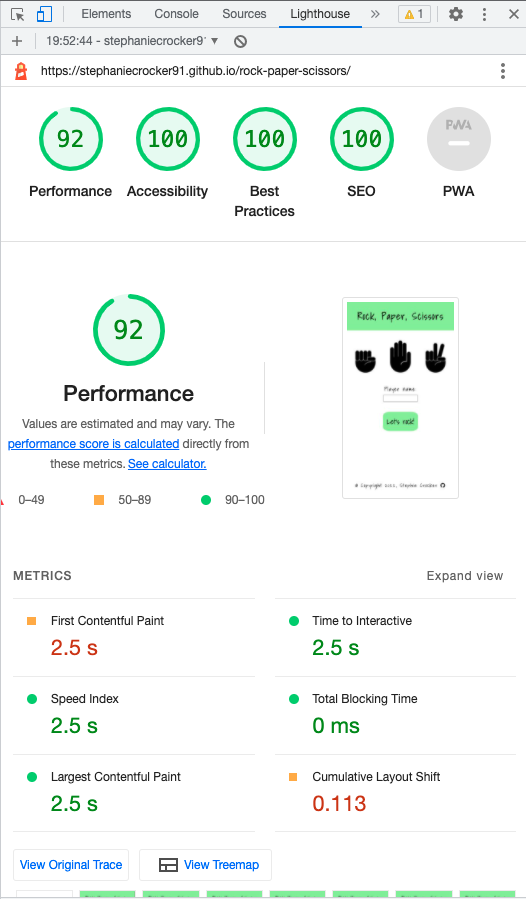 Elements Console Sources Lighthouse » 1
19:52:44 - stephaniecrocker9
https://stephaniecrocker91.github.io/rock-paper-scissors/
92 100 100 100 PWA
Performance Accessibility Best Practices SEO PWA
92
Performance
Values are estimated and may vary. The
performance score is calculated directly from
these metrics. See calculator.
0–49 50–89 90–100
Rock, Paper, Scissors
Player name:
Let's rock!
METRICS Expand view
First Contentful Paint
2.5 s
Time to Interactive
2.5 s
Speed Index
2.5 s
Total Blocking Time
0 ms
Largest Contentful Paint
2.5 s
Cumulative Layout Shift
0.113
View Original Trace View Treemap